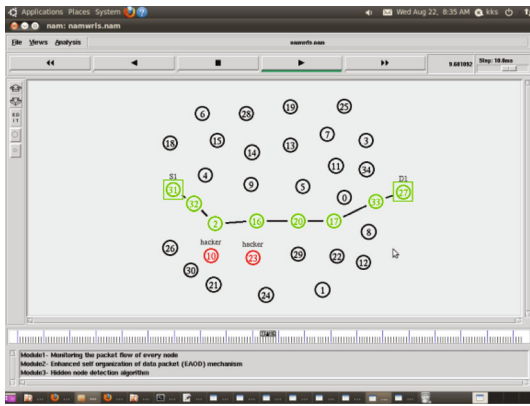 Applications Places System
Wed Aug 22, 8:35 AM kks
nam: namwrls.nam
File Views Analysis
namwrls.nam
Step: 10.0ms
6 28 19 25
18 15 14 13 7 3
4 9 5 11 34
S1 D1
31 32 2 16 20 17 0 33 27
8
hacker hacker
26 10 23 29 22 12
30 21 24 1
Module1- Monitoring the packet flow of every node
Module2- Enhanced self organization of data packet (EAOD) mechanism
Module3- Hidden node detection algorithm